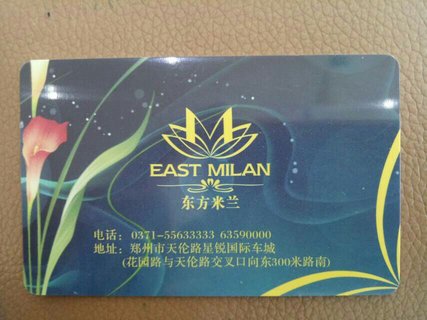 EAST MILAN
东方米兰
电话: 0371-55633333 63590000
地址: 郑州市天伦路星锐国际车城
(花园路与天伦路交叉口向东300米路南)